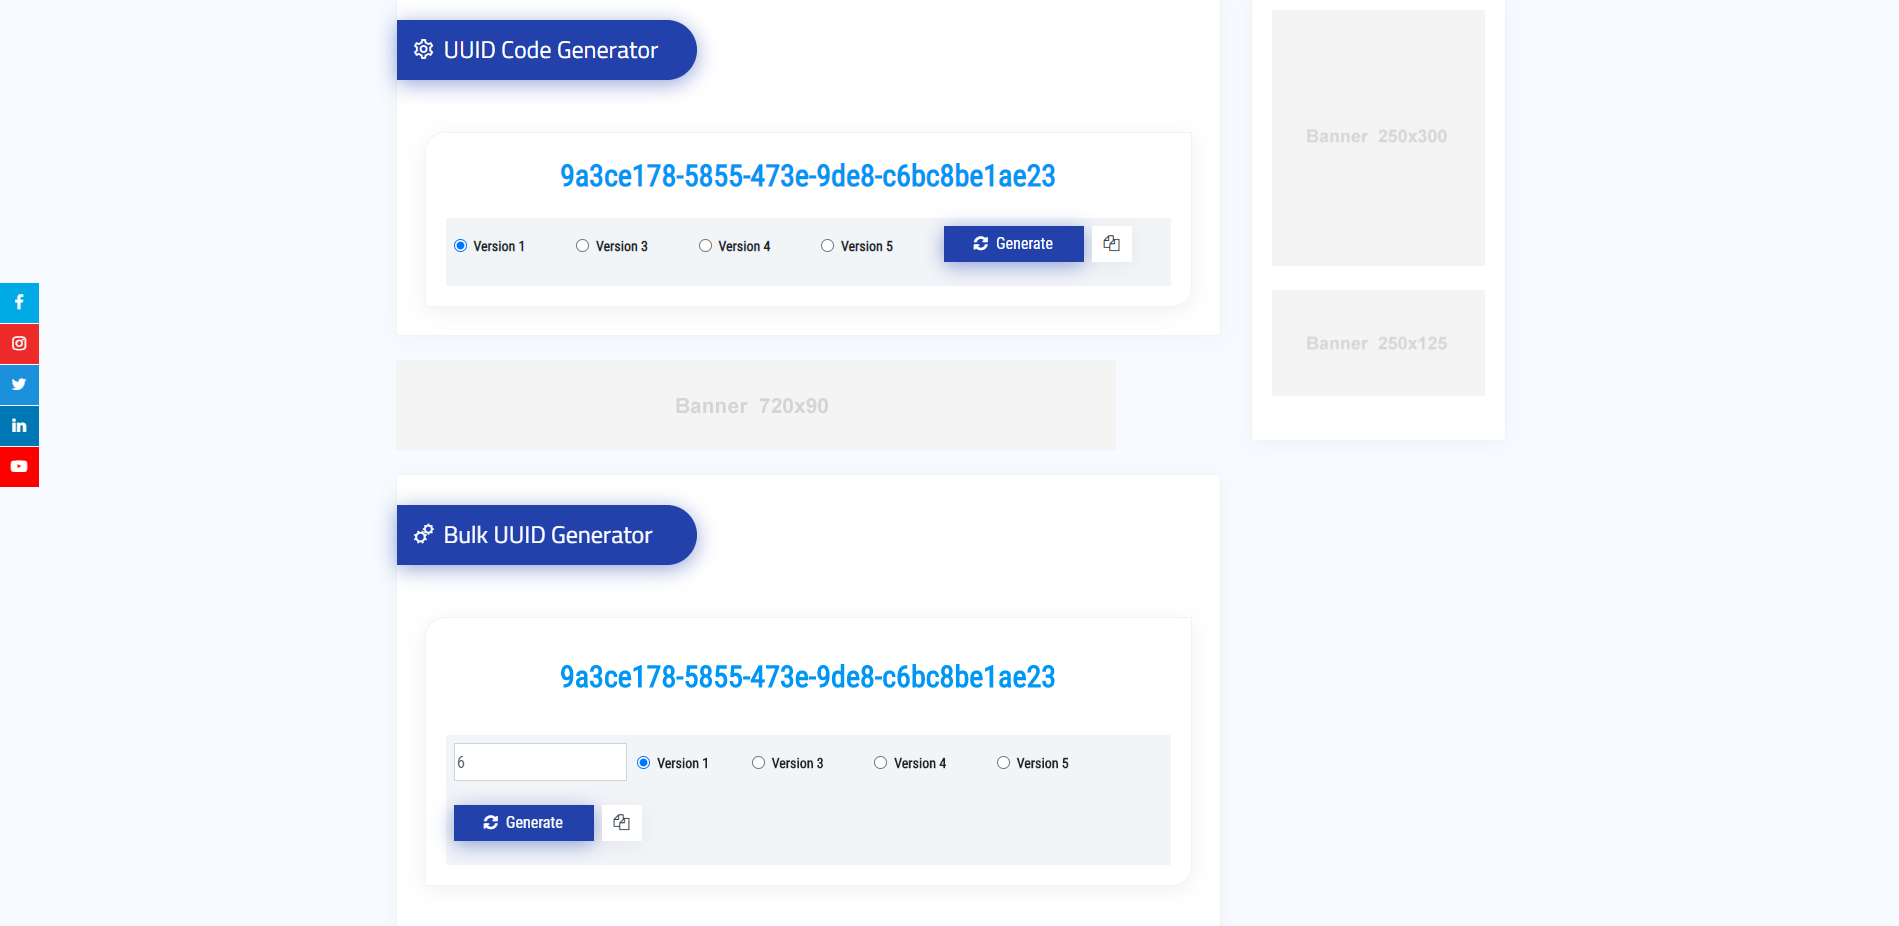 UUID Code Generator
9a3ce178-5855-473e-9de8-c6bc8be1ae23
Version 1 Version 3 Version 4 Version 5 Generate
Banner 250x300
Banner 250x125
Banner 720x90
Bulk UUID Generator
9a3ce178-5855-473e-9de8-c6bc8be1ae23
6 Version 1 Version 3 Version 4 Version 5
Generate